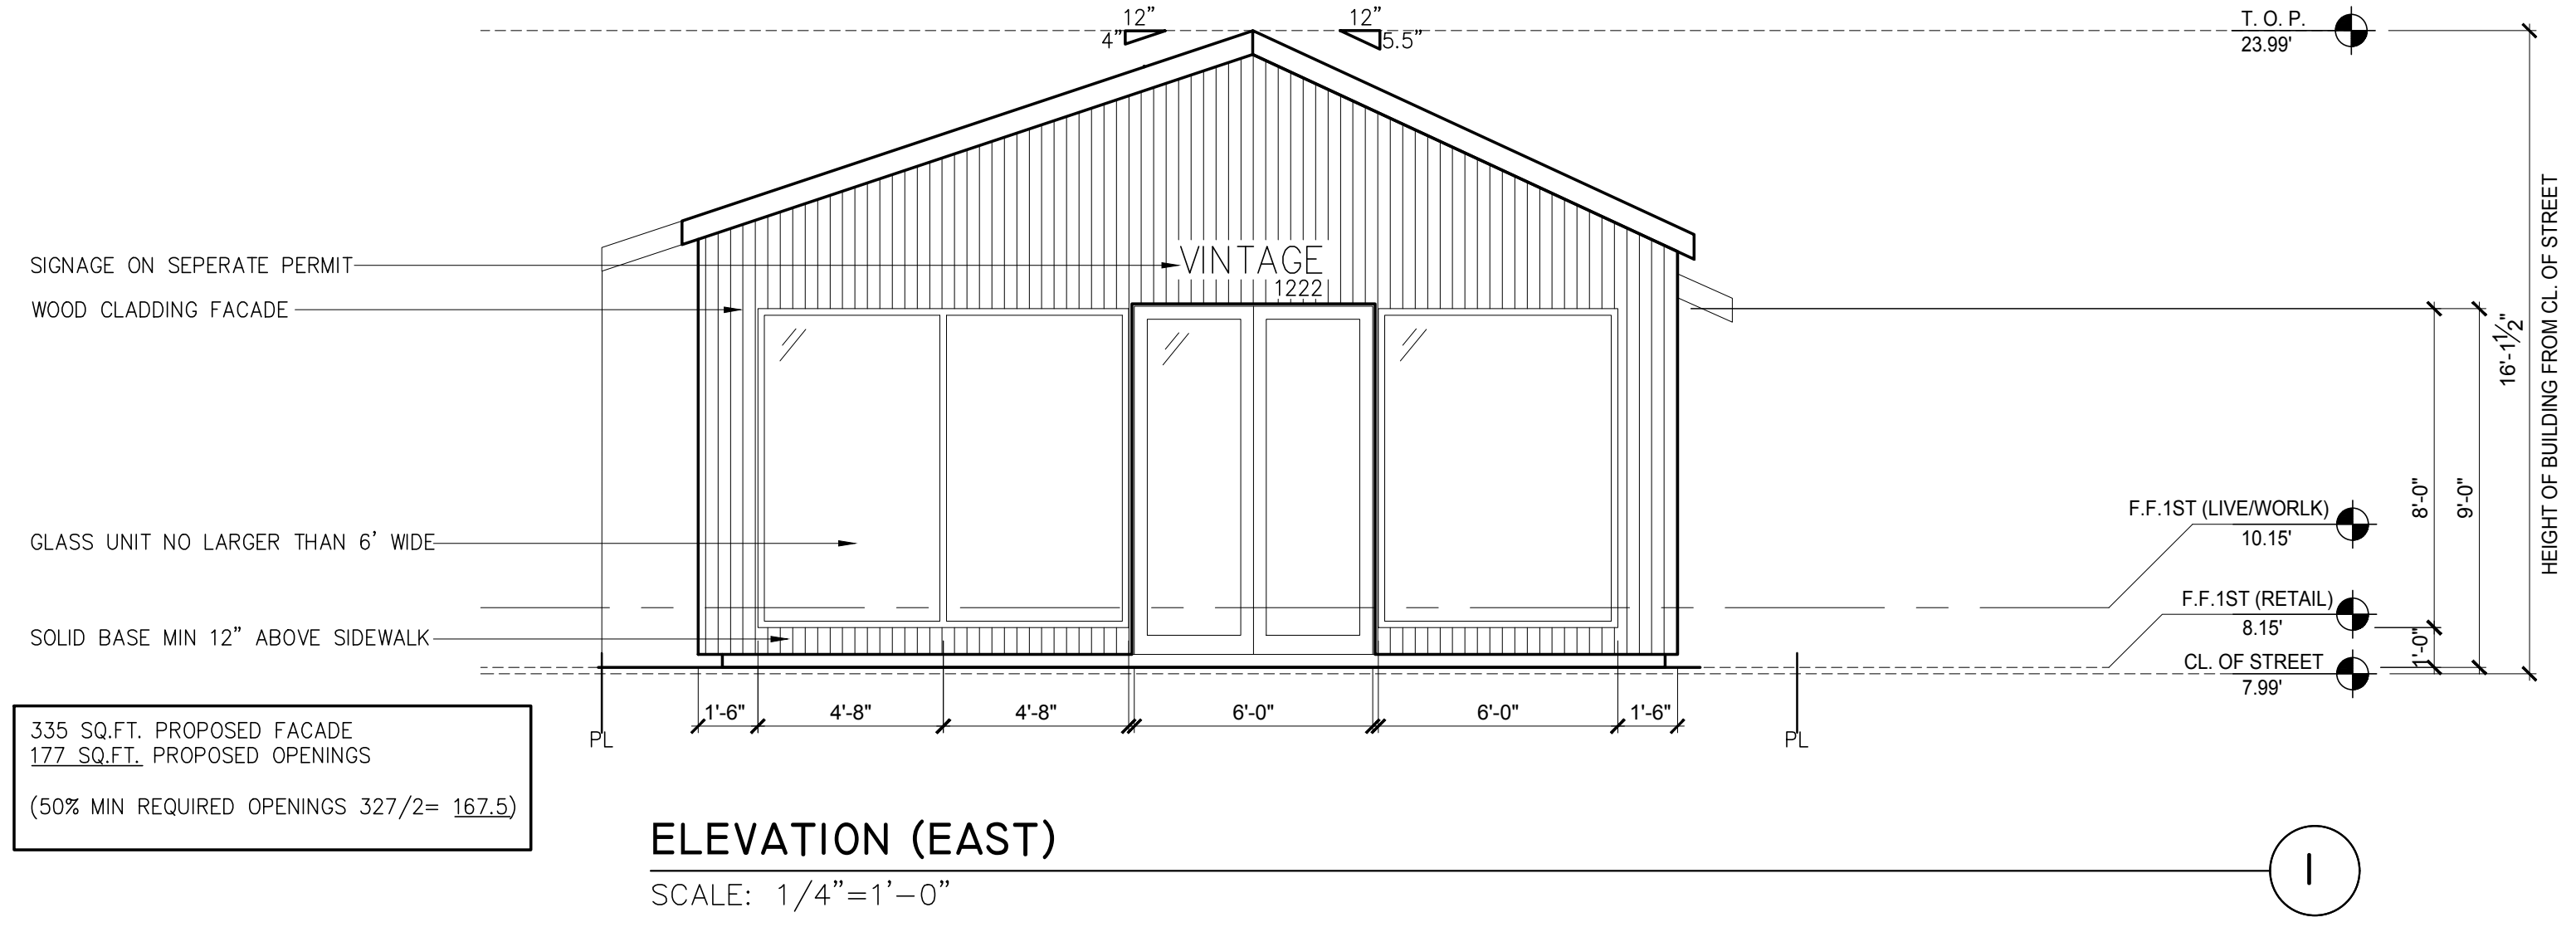 12” 12”
4” 5.5”
T. O. P.
23.99'
SIGNAGE ON SEPERATE PERMIT
VINTAGE
1222
WOOD CLADDING FACADE
GLASS UNIT NO LARGER THAN 6’ WIDE
SOLID BASE MIN 12” ABOVE SIDEWALK
F.F.1ST (LIVE/WORLK)
10.15'
F.F.1ST (RETAIL)
8.15'
CL. OF STREET
7.99'
8'-0"
1'-0"
9'-0"
16'-1½"
HEIGHT OF BUILDING FROM CL. OF STREET
1'-6" 4'-8" 4'-8" 6'-0" 6'-0" 1'-6"
PL PL
335 SQ.FT. PROPOSED FACADE
177 SQ.FT. PROPOSED OPENINGS
(50% MIN REQUIRED OPENINGS 327/2= 167.5)
ELEVATION (EAST)
SCALE: 1/4”=1’-0”
1